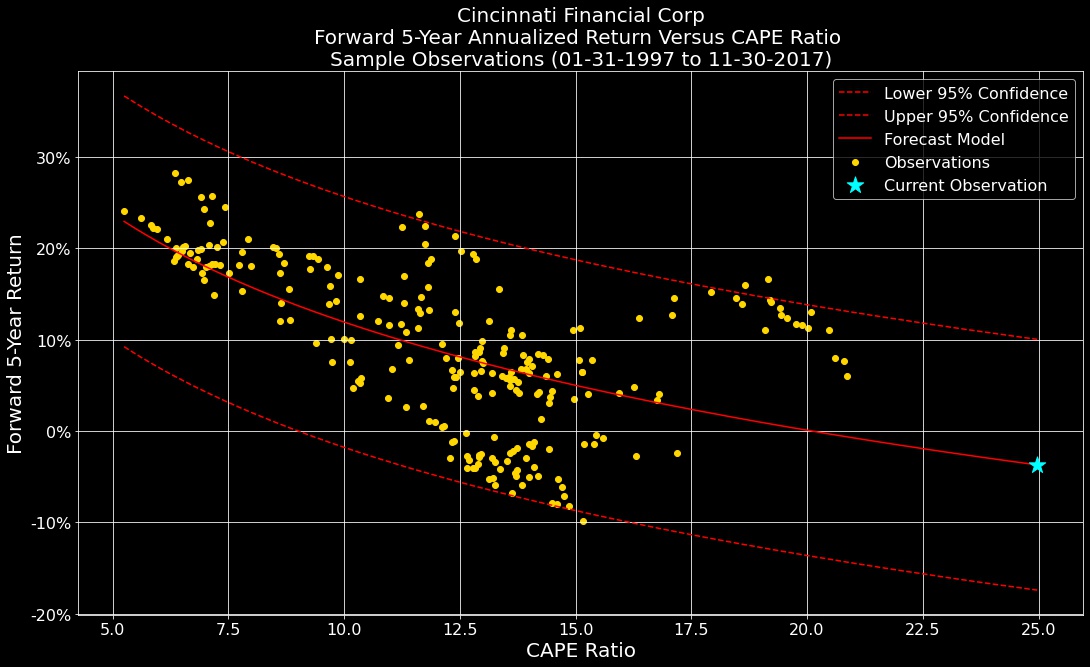 Cincinnati Financial Corp
Forward 5-Year Annualized Return Versus CAPE Ratio
Sample Observations (01-31-1997 to 11-30-2017)
Lower 95% Confidence
Upper 95% Confidence
Forecast Model
Observations
Current Observation
Forward 5-Year Return
30%
20%
10%
0%
-10%
-20%
5.0 7.5 10.0 12.5 15.0 17.5 20.0 22.5 25.0
CAPE Ratio